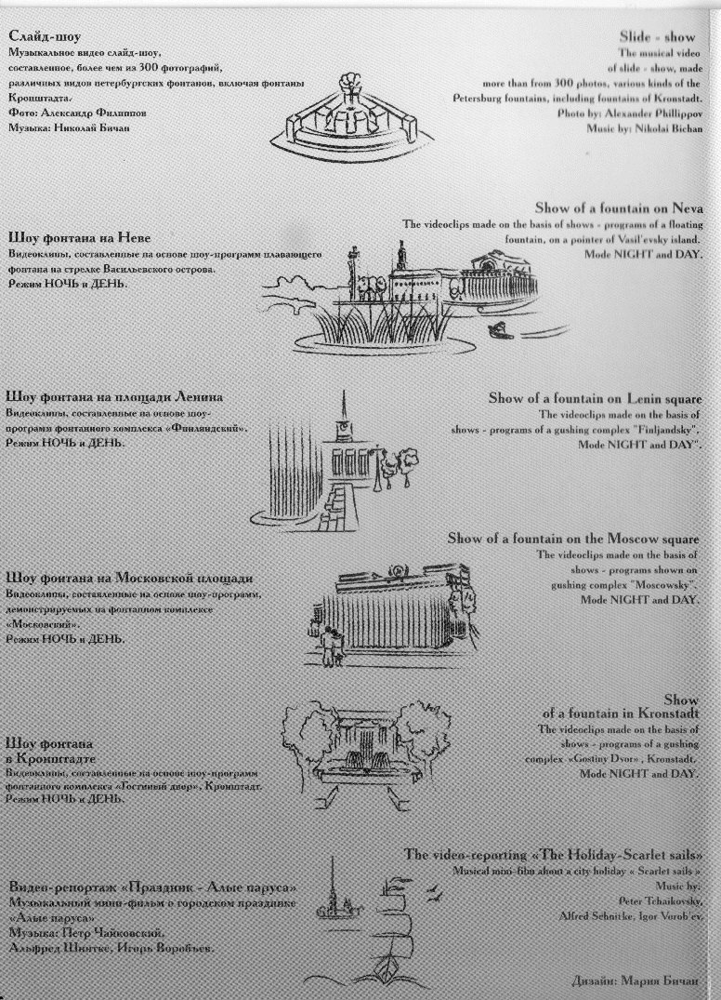 Слайд-шоу
Музыкальное видео слайд-шоу,
составленное, более чем из 300 фотографий,
различных видов петербургских фонтанов, включая фонтаны
Кронштадта.
Фото: Александр Филиппов
Музыка: Николай Бичан
Slide - show
The musical video
of slide - show, made
more than from 300 photos, various kinds of the
Petersburg fountains, including fountains of Kronstadt.
Photo by: Alexander Phillippov
Music by: Nikolai Bichan
Шоу фонтана на Неве
Видеоклипы, составленные на основе шоу-программ плавающего
фонтана на стрелке Васильевского острова.
Режим НОЧЬ и ДЕНЬ.
Show of a fountain on Neva
The videoclips made on the basis of shows - programs of a floating
fountain, on a pointer of Vasil'evsky island.
Mode NIGHT and DAY.
Шоу фонтана на площади Ленина
Видеоклипы, составленные на основе шоу-
программ фонтанного комплекса «Финляндский».
Режим НОЧЬ и ДЕНЬ.
Show of a fountain on Lenin square
The videoclips made on the basis of
shows - programs of a gushing complex "Finljandsky".
Mode NIGHT and DAY".
Шоу фонтана на Московской площади
Видеоклипы, составленные на основе шоу-программ,
демонстрируемых на фонтанном комплексе
«Московский».
Режим НОЧЬ и ДЕНЬ.
Show of a fountain on the Moscow square
The videoclips made on the basis of
shows - programs shown on
gushing complex "Moscowsky".
Mode NIGHT and DAY.
Шоу фонтана
в Кронштадте
Видеоклипы, составленные на основе шоу-программ
фонтанного комплекса «Гостиный двор», Кронштадт.
Режим НОЧЬ и ДЕНЬ.
Show
of a fountain in Kronstadt
The videoclips made on the basis of
shows - programs of a gushing
complex «Gostiny Dvor» , Kronstadt.
Mode NIGHT and DAY.
Видео-репортаж «Праздник - Алые паруса»
Музыкальный мини-фильм о городском празднике
«Алые паруса»
Музыка: Петр Чайковский,
Альфред Шнитке, Игорь Воробъев.
The video-reporting «The Holiday-Scarlet sails»
Musical mini-film about a city holiday « Scarlet sails »
Music by:
Peter Tchaikovsky,
Alfred Schnitke, Igor Vorob'ev.
Дизайн: Мария Бичан